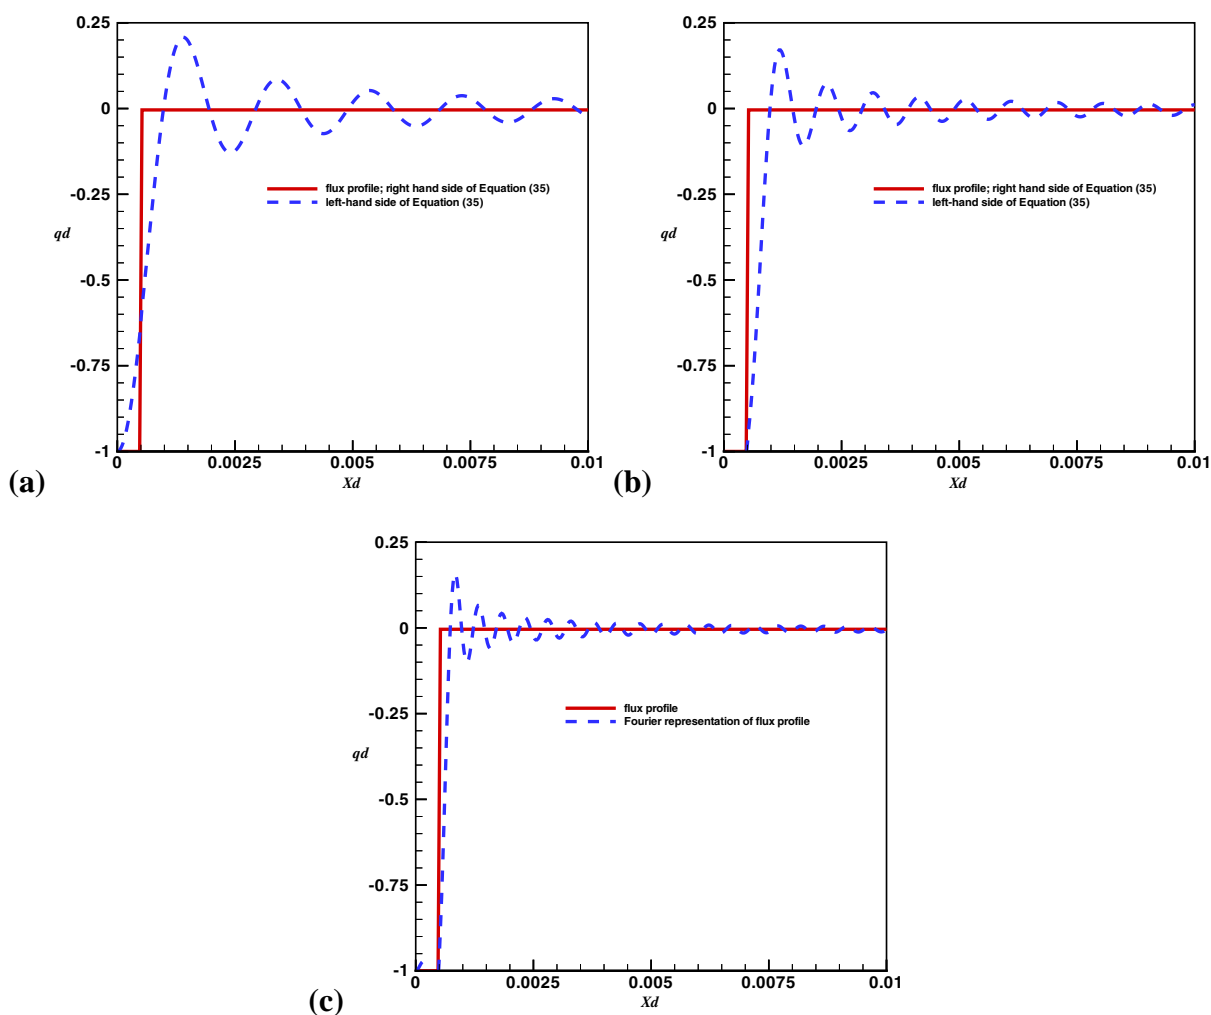 0.25
0
-0.25
-0.5
-0.75
-1
qd
flux profile; right hand side of Equation (35)
left-hand side of Equation (35)
0 0.0025 0.005 0.0075 0.01
Xd
(a)
0.25
0
-0.25
-0.5
-0.75
-1
qd
flux profile; right hand side of Equation (35)
left-hand side of Equation (35)
0 0.0025 0.005 0.0075 0.01
Xd
(b)
0.25
0
-0.25
-0.5
-0.75
-1
qd
flux profile
Fourier representation of flux profile
0 0.0025 0.005 0.0075 0.01
Xd
(c)